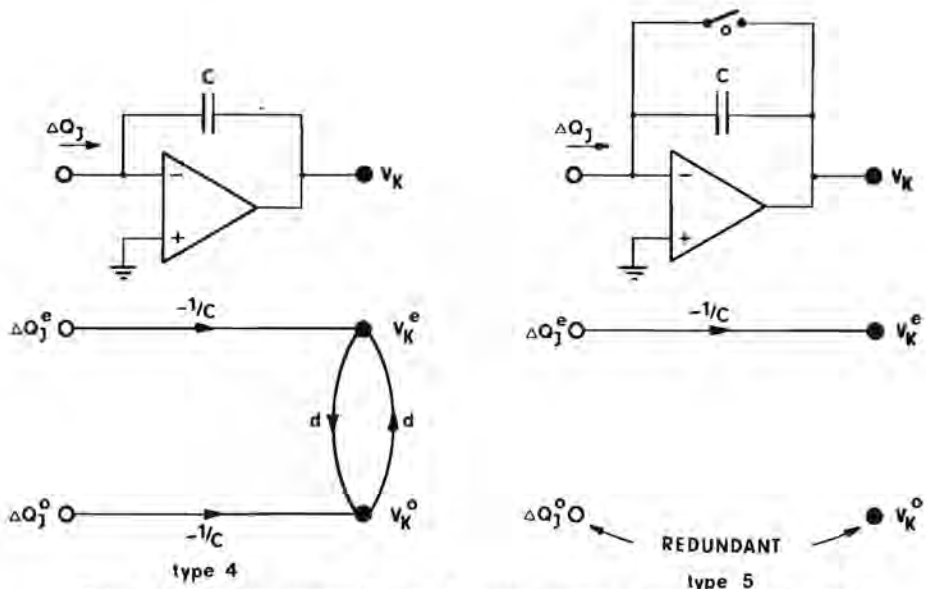 C
ΔQJ
−
+
VK
o
C
ΔQJ
−
+
VK
ΔQJe
−1/C
VKe
d
d
ΔQJo
−1/C
VKo
type 4
ΔQJe
−1/C
VKe
ΔQJo
VKo
REDUNDANT
type 5